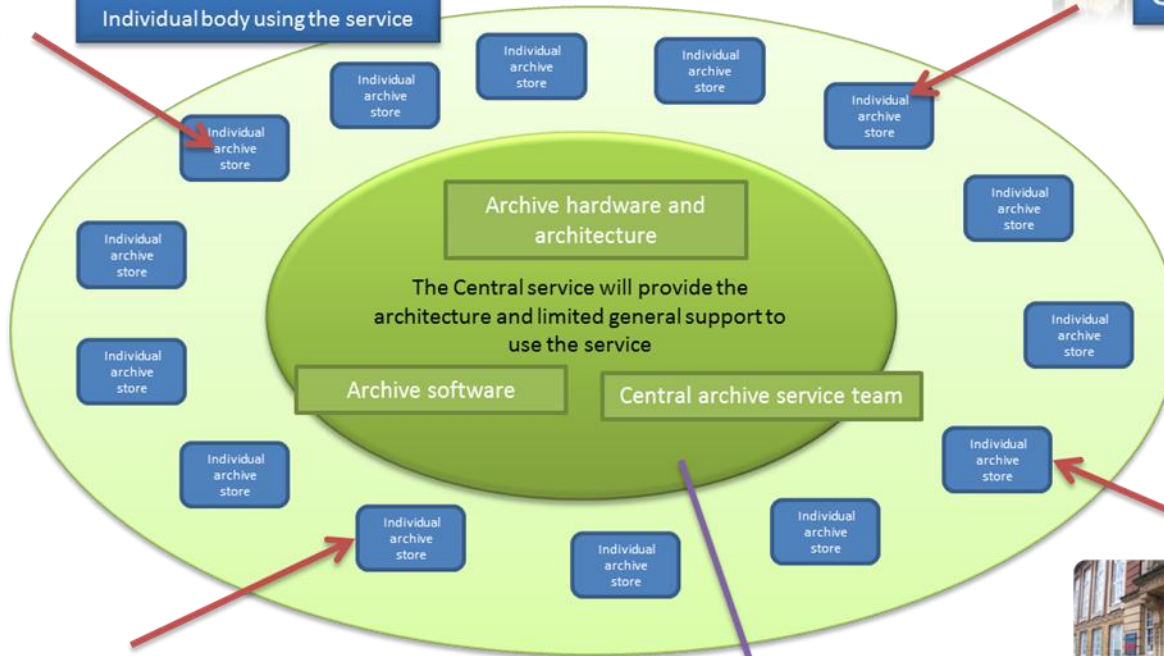 Individual body using the service
Individual
archive
store
Individual
archive
store
Individual
archive
store
Individual
archive
store
Individual
archive
store
Individual
archive
store
Individual
archive
store
Archive hardware and
architecture
Individual
archive
store
The Central service will provide the
architecture and limited general support to
use the service
Individual
archive
store
Individual
archive
store
Archive software
Central archive service team
Individual
archive
store
Individual
archive
store
Individual
archive
store
Individual
archive
store